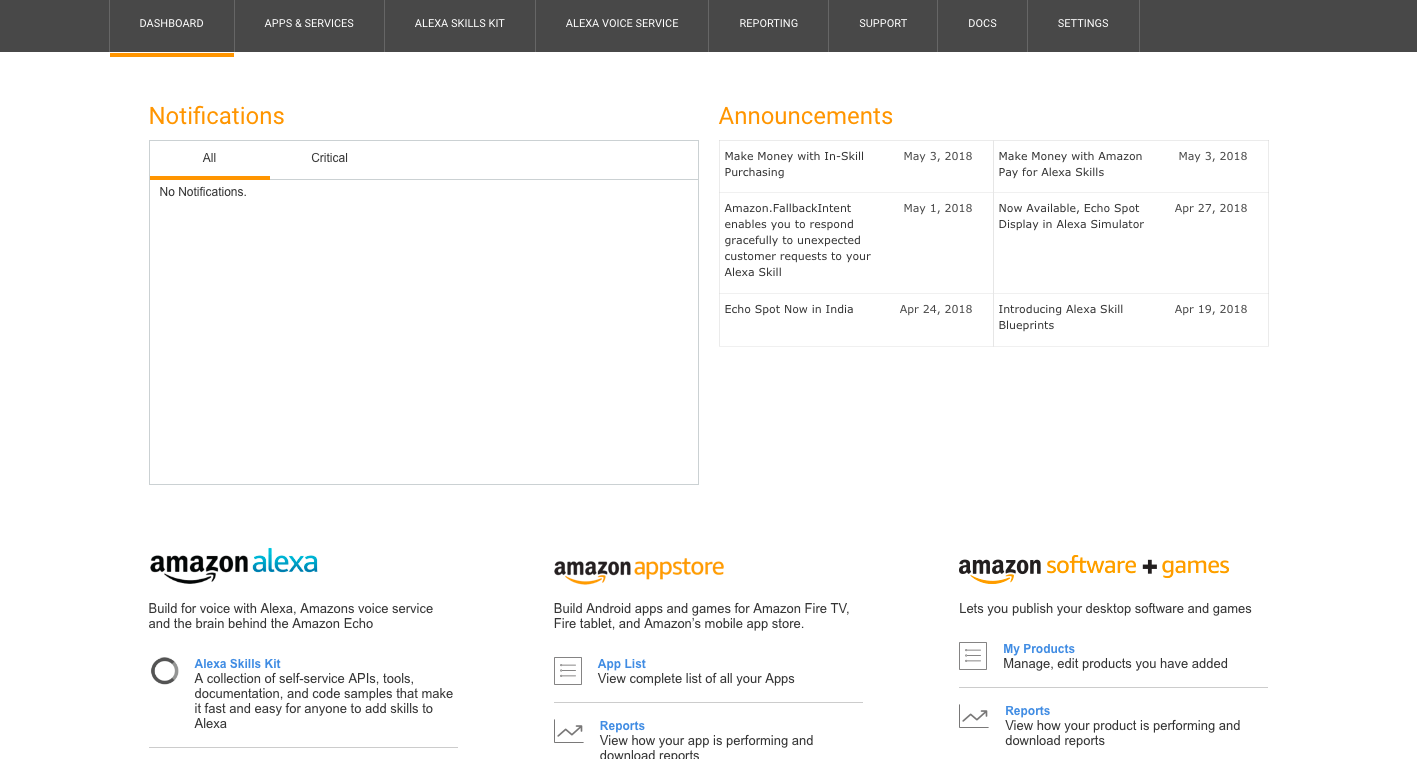 DASHBOARD
APPS & SERVICES
ALEXA SKILLS KIT
ALEXA VOICE SERVICE
REPORTING
SUPPORT
DOCS
SETTINGS
Notifications
All
Critical
No Notifications.
Announcements
Make Money with In-Skill
Purchasing
May 3, 2018
Make Money with Amazon
Pay for Alexa Skills
May 3, 2018
Amazon.FallbackIntent
enables you to respond
gracefully to unexpected
customer requests to your
Alexa Skill
May 1, 2018
Now Available, Echo Spot
Display in Alexa Simulator
Apr 27, 2018
Echo Spot Now in India
Apr 24, 2018
Introducing Alexa Skill
Blueprints
Apr 19, 2018
amazon alexa
Build for voice with Alexa, Amazons voice service
and the brain behind the Amazon Echo
Alexa Skills Kit
A collection of self-service APIs, tools,
documentation, and code samples that make
it fast and easy for anyone to add skills to
Alexa
amazon appstore
Build Android apps and games for Amazon Fire TV,
Fire tablet, and Amazon’s mobile app store.
App List
View complete list of all your Apps
Reports
View how your app is performing and
download reports
amazon software + games
Lets you publish your desktop software and games
My Products
Manage, edit products you have added
Reports
View how your product is performing and
download reports